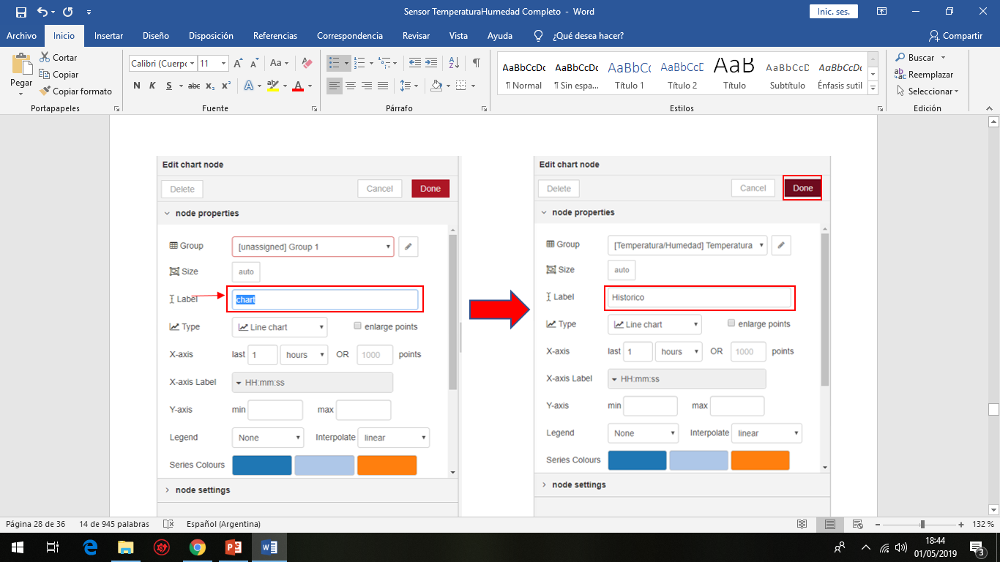 Sensor TemperaturaHumedad Completo - Word
Inic. ses.
Archivo Inicio Insertar Diseño Disposición Referencias Correspondencia Revisar Vista Ayuda ¿Qué desea hacer? Compartir
Pegar
Cortar
Copiar
Copiar formato
Portapapeles
Calibri (Cuerpo 11
N K S abc x₂ x²
Fuente
Párrafo
AaBbCcDc AaBbCcDc AaBbCc AaBbCcD AaB AaBbCcD AaBbCcDc
¶ Normal ¶ Sin espa... Título 1 Título 2 Título Subtítulo Énfasis sutil
Estilos
Buscar
Reemplazar
Seleccionar
Edición
Edit chart node
Delete Cancel Done
node properties
Group [unassigned] Group 1
Size auto
Label chart
Type Line chart enlarge points
X-axis last 1 hours OR 1000 points
X-axis Label HH:mm:ss
Y-axis min max
Legend None Interpolate linear
Series Colours
node settings
Edit chart node
Delete Cancel Done
node properties
Group [Temperatura/Humedad] Temperatura
Size auto
Label Historico
Type Line chart enlarge points
X-axis last 1 hours OR 1000 points
X-axis Label HH:mm:ss
Y-axis min max
Legend None Interpolate linear
Series Colours
node settings
Página 28 de 36 14 de 945 palabras Español (Argentina) 132 %
18:44
01/05/2019
3